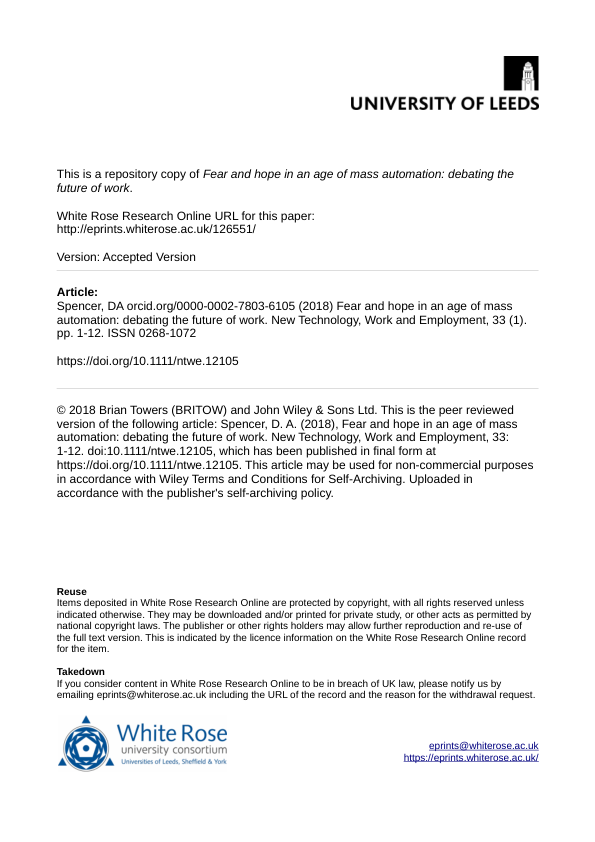 UNIVERSITY OF LEEDS
This is a repository copy of Fear and hope in an age of mass automation: debating the
future of work.
White Rose Research Online URL for this paper:
http://eprints.whiterose.ac.uk/126551/
Version: Accepted Version
Article:
Spencer, DA orcid.org/0000-0002-7803-6105 (2018) Fear and hope in an age of mass
automation: debating the future of work. New Technology, Work and Employment, 33 (1).
pp. 1-12. ISSN 0268-1072
https://doi.org/10.1111/ntwe.12105
© 2018 Brian Towers (BRITOW) and John Wiley & Sons Ltd. This is the peer reviewed
version of the following article: Spencer, D. A. (2018), Fear and hope in an age of mass
automation: debating the future of work. New Technology, Work and Employment, 33:
1-12. doi:10.1111/ntwe.12105, which has been published in final form at
https://doi.org/10.1111/ntwe.12105. This article may be used for non-commercial purposes
in accordance with Wiley Terms and Conditions for Self-Archiving. Uploaded in
accordance with the publisher's self-archiving policy.
Reuse
Items deposited in White Rose Research Online are protected by copyright, with all rights reserved unless
indicated otherwise. They may be downloaded and/or printed for private study, or other acts as permitted by
national copyright laws. The publisher or other rights holders may allow further reproduction and re-use of
the full text version. This is indicated by the licence information on the White Rose Research Online record
for the item.
Takedown
If you consider content in White Rose Research Online to be in breach of UK law, please notify us by
emailing eprints@whiterose.ac.uk including the URL of the record and the reason for the withdrawal request.
White Rose
university consortium
Universities of Leeds, Sheffield & York
eprints@whiterose.ac.uk
https://eprints.whiterose.ac.uk/